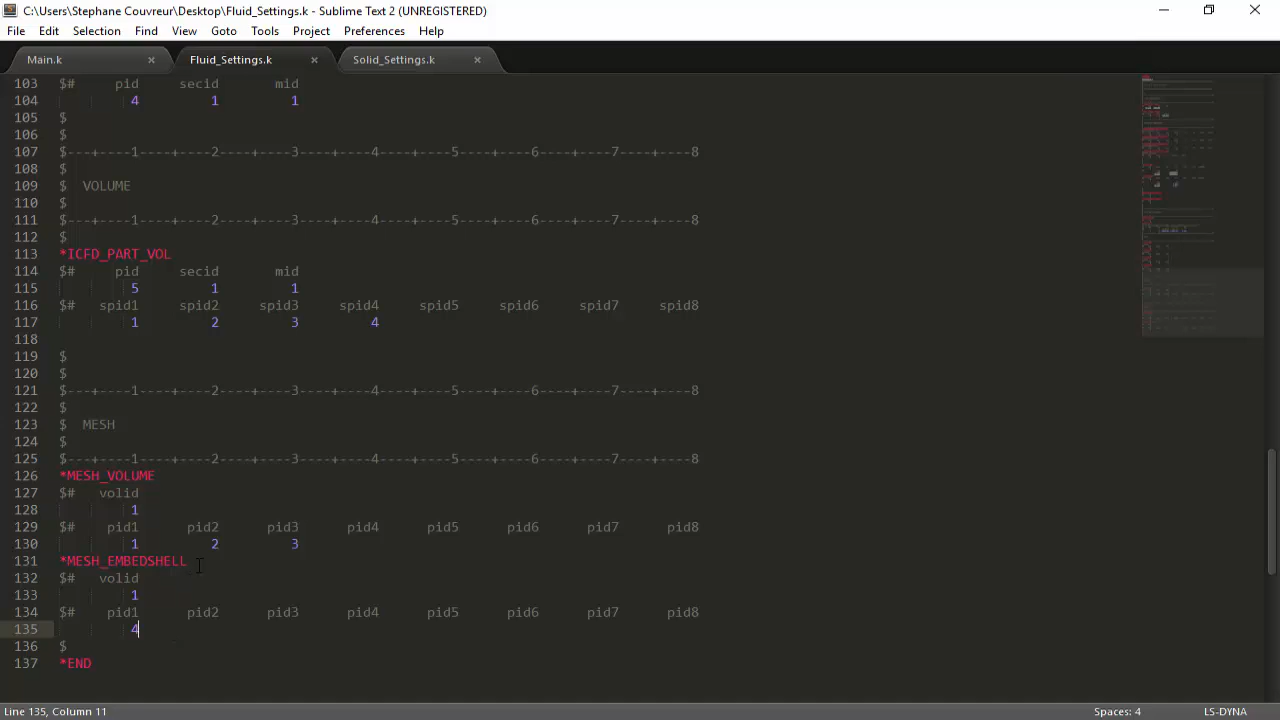 C:\Users\Stephane Couvreur\Desktop\Fluid_Settings.k - Sublime Text 2 (UNREGISTERED)
File Edit Selection Find View Goto Tools Project Preferences Help
Main.k × Fluid_Settings.k × Solid_Settings.k ×
103 $# pid secid mid
104 4 1 1
105 $
106 $
107 $---+----1----+----2----+----3----+----4----+----5----+----6----+----7----+----8
108 $
109 $ VOLUME
110 $
111 $---+----1----+----2----+----3----+----4----+----5----+----6----+----7----+----8
112 $
113 *ICFD_PART_VOL
114 $# pid secid mid
115 5 1 1
116 $# spid1 spid2 spid3 spid4 spid5 spid6 spid7 spid8
117 1 2 3 4
118
119 $
120 $
121 $---+----1----+----2----+----3----+----4----+----5----+----6----+----7----+----8
122 $
123 $ MESH
124 $
125 $---+----1----+----2----+----3----+----4----+----5----+----6----+----7----+----8
126 *MESH_VOLUME
127 $# volid
128 1
129 $# pid1 pid2 pid3 pid4 pid5 pid6 pid7 pid8
130 1 2 3
131 *MESH_EMBEDSHELL
132 $# volid
133 1
134 $# pid1 pid2 pid3 pid4 pid5 pid6 pid7 pid8
135 4
136 $
137 *END
Line 135, Column 11 Spaces: 4 LS-DYNA